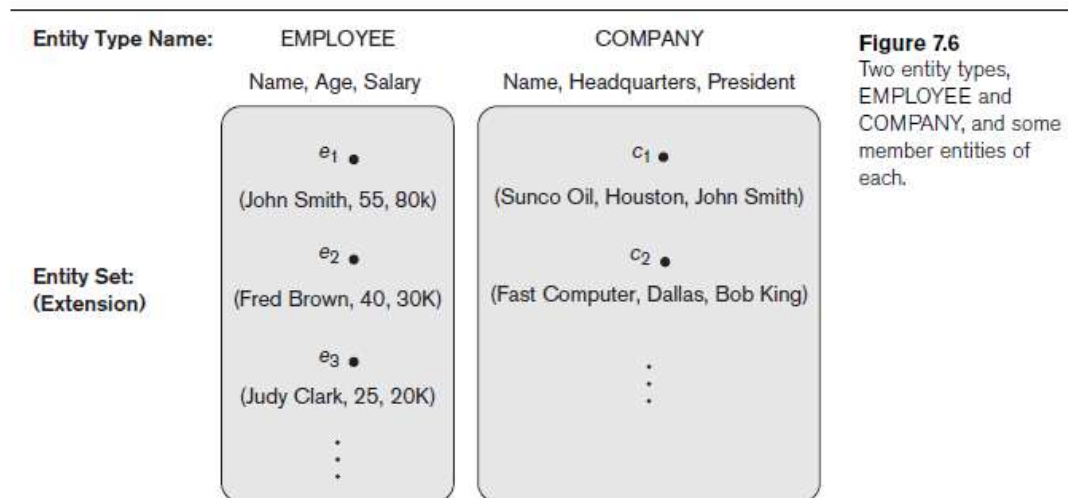 Entity Type Name: EMPLOYEE COMPANY
Name, Age, Salary Name, Headquarters, President
e1 • c1 •
(John Smith, 55, 80k) (Sunco Oil, Houston, John Smith)
e2 • c2 •
Entity Set:
(Extension)
(Fred Brown, 40, 30K) (Fast Computer, Dallas, Bob King)
e3 •
(Judy Clark, 25, 20K)
Figure 7.6
Two entity types,
EMPLOYEE and
COMPANY, and some
member entities of
each.